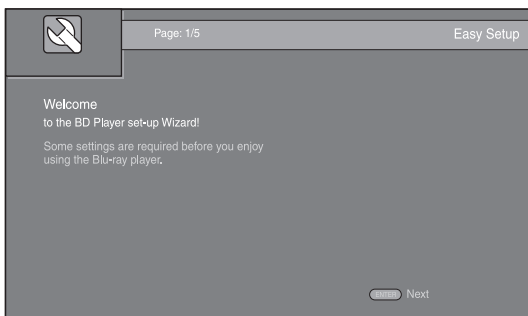 Page: 1/5
Easy Setup
Welcome
to the BD Player set-up Wizard!
Some settings are required before you enjoy
using the Blu-ray player.
ENTER Next